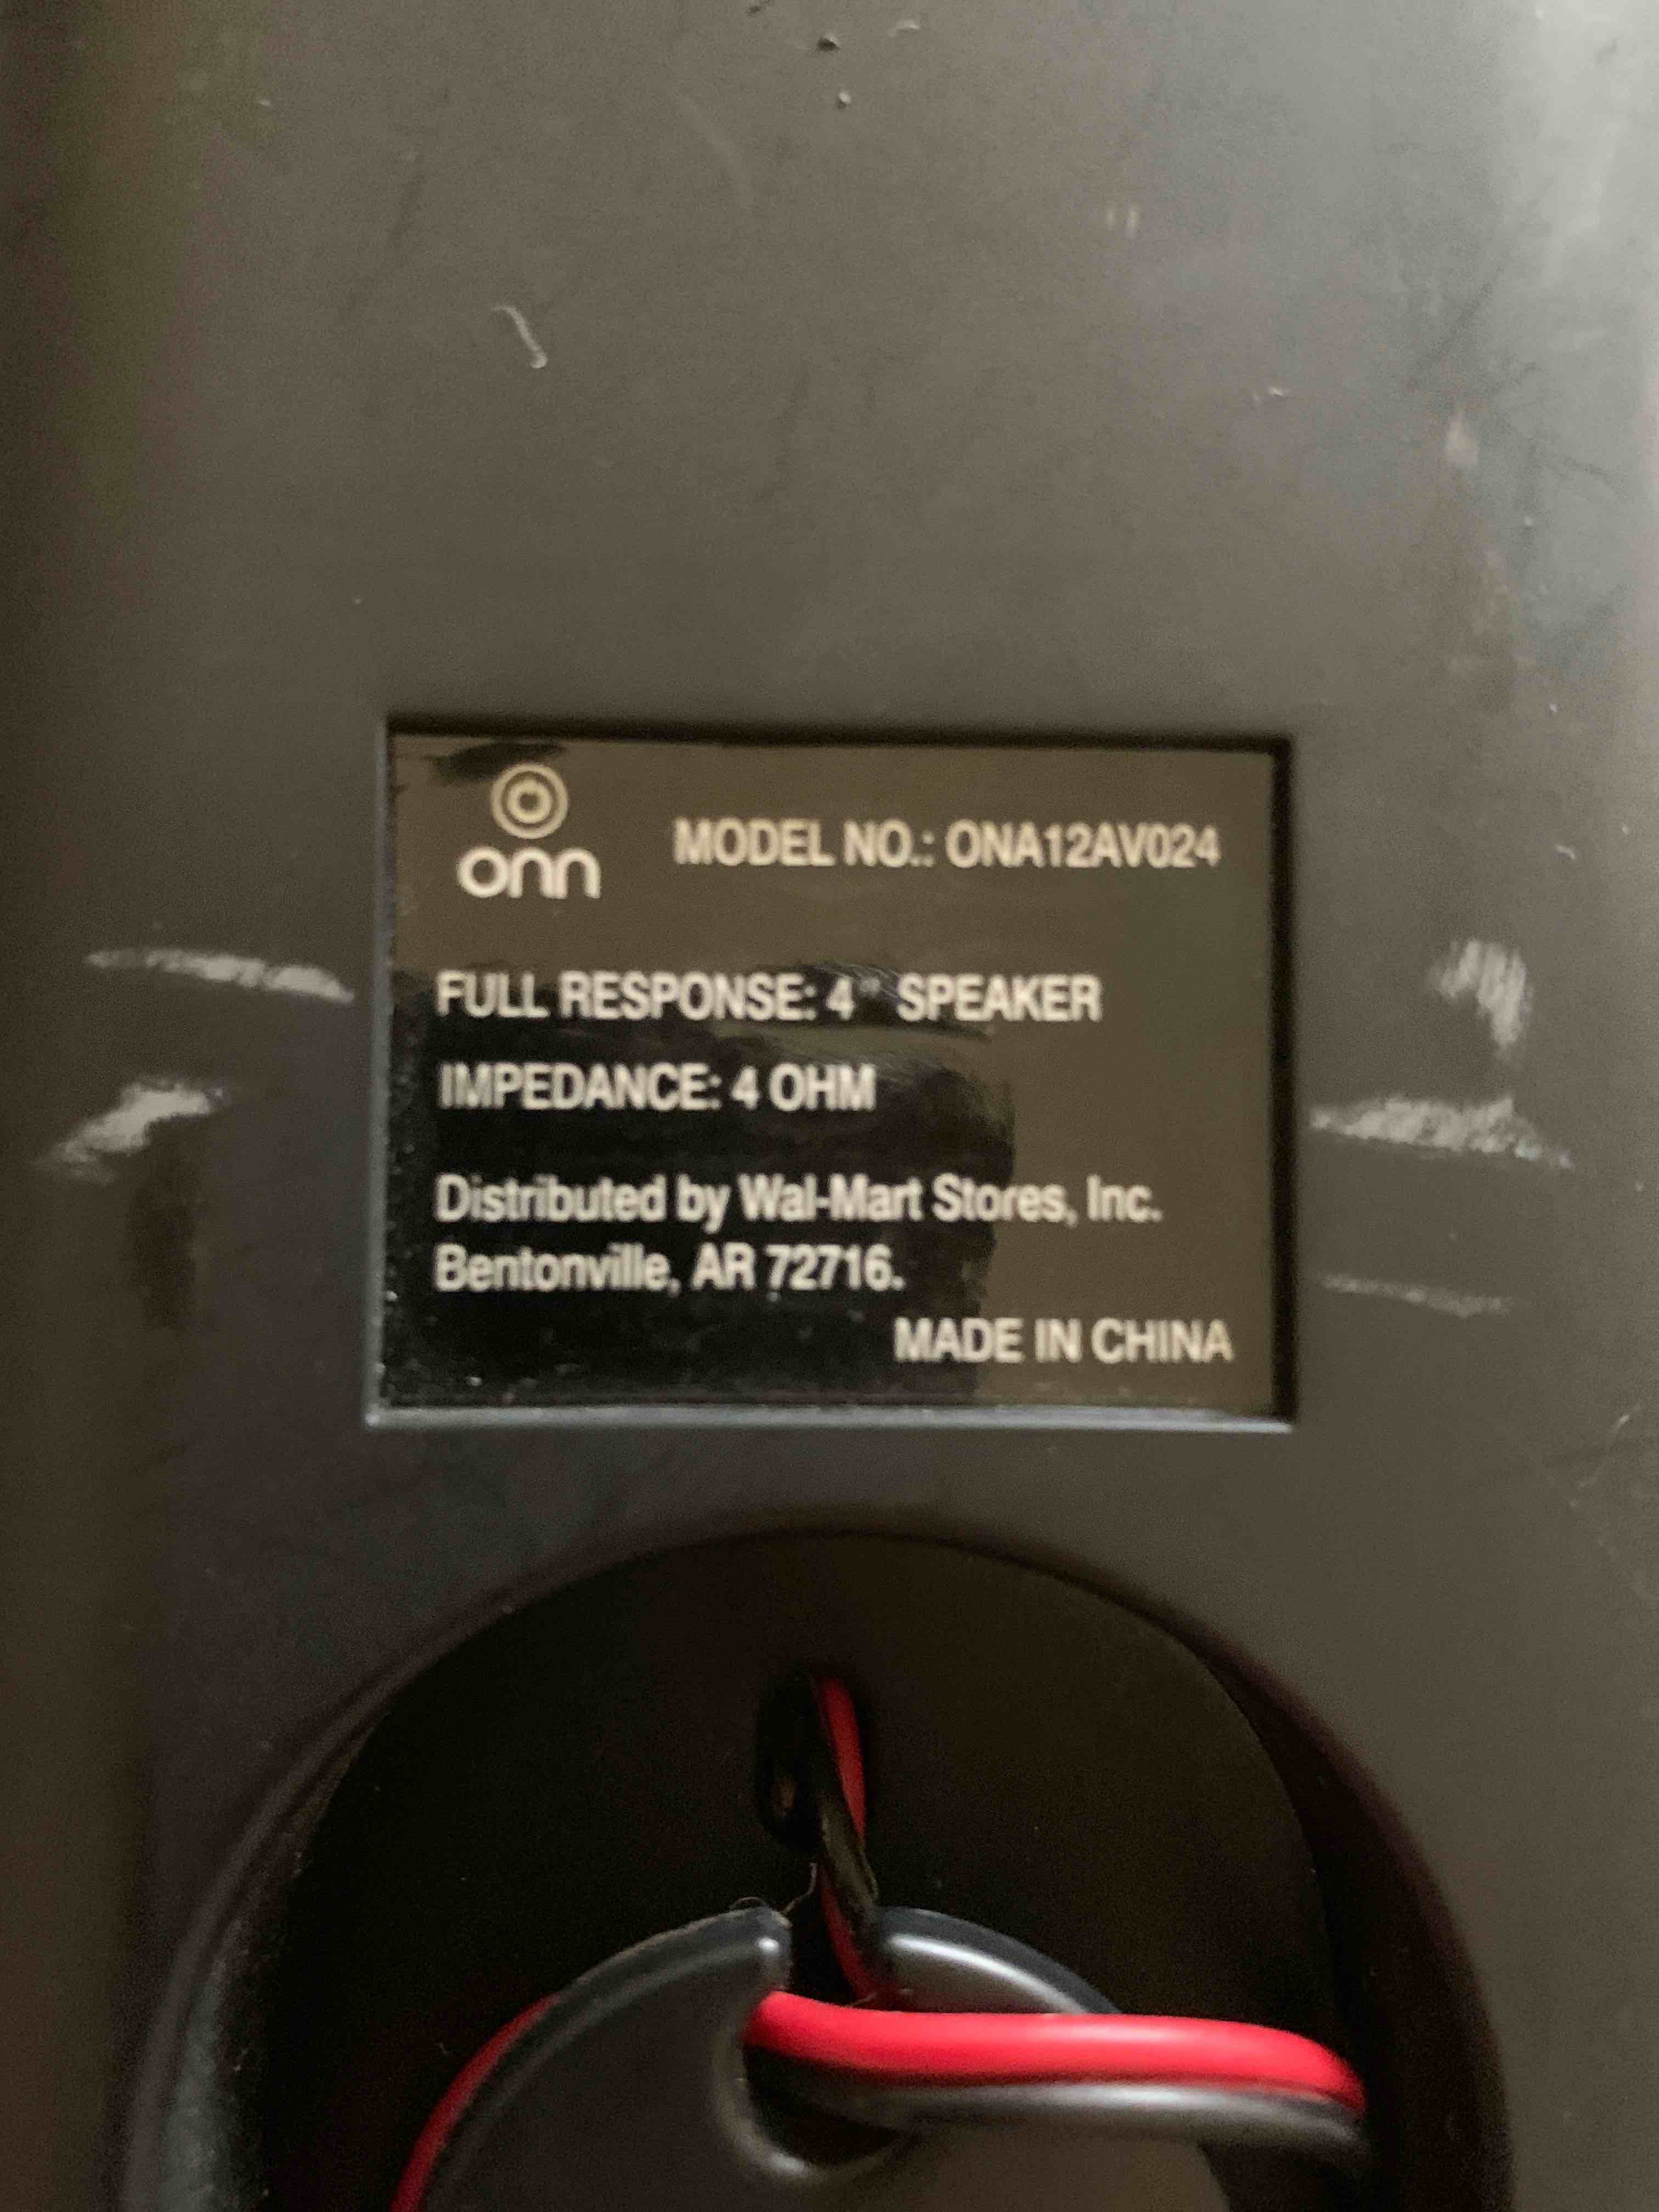 onn
MODEL NO.: ONA12AV024
FULL RESPONSE: 4" SPEAKER
IMPEDANCE: 4 OHM
Distributed by Wal-Mart Stores, Inc.
Bentonville, AR 72716.
MADE IN CHINA